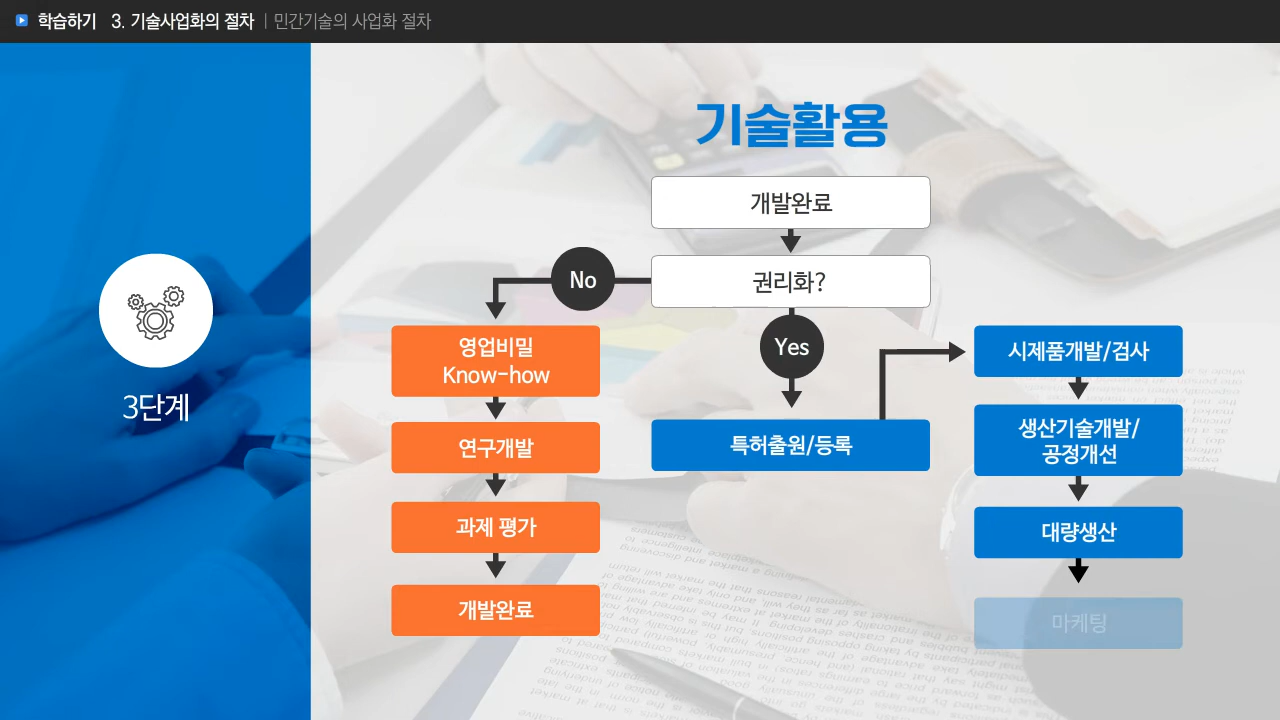 학습하기 3. 기술사업화의 절차 | 민간기술의 사업화 절차
3단계
기술활용
개발완료
권리화?
No
Yes
영업비밀
Know-how
연구개발
과제 평가
개발완료
특허출원/등록
시제품개발/검사
생산기술개발/
공정개선
대량생산
마케팅